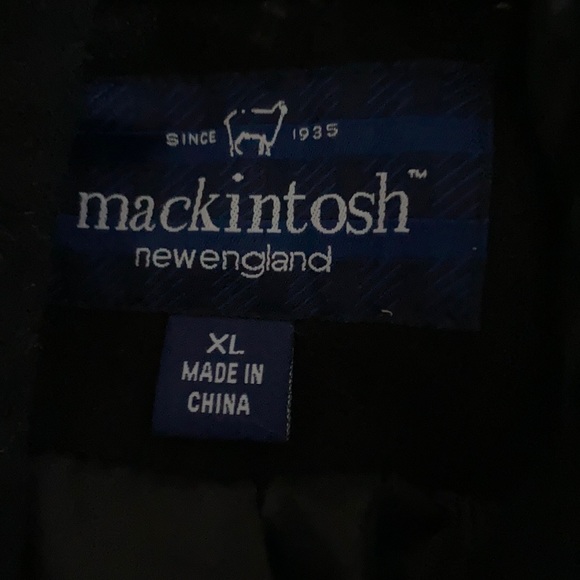 SINCE 1935
mackintosh™
newengland
XL
MADE IN
CHINA